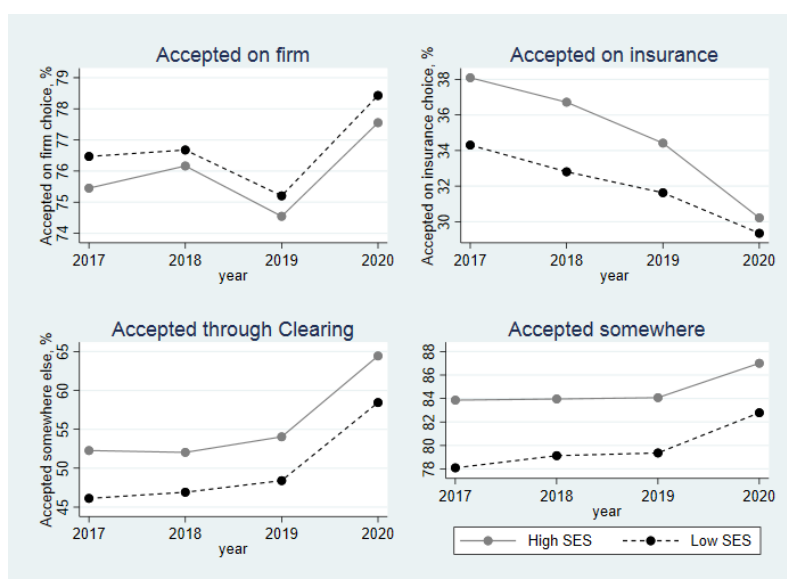 Accepted on firm
Accepted on firm choice, %
79
78
77
76
75
74
2017 2018 2019 2020
year
Accepted on insurance
Accepted on insurance choice, %
38
36
34
32
30
2017 2018 2019 2020
year
Accepted through Clearing
Accepted somewhere else, %
65
60
55
50
45
2017 2018 2019 2020
year
Accepted somewhere
88
86
84
82
80
78
2017 2018 2019 2020
year
High SES Low SES